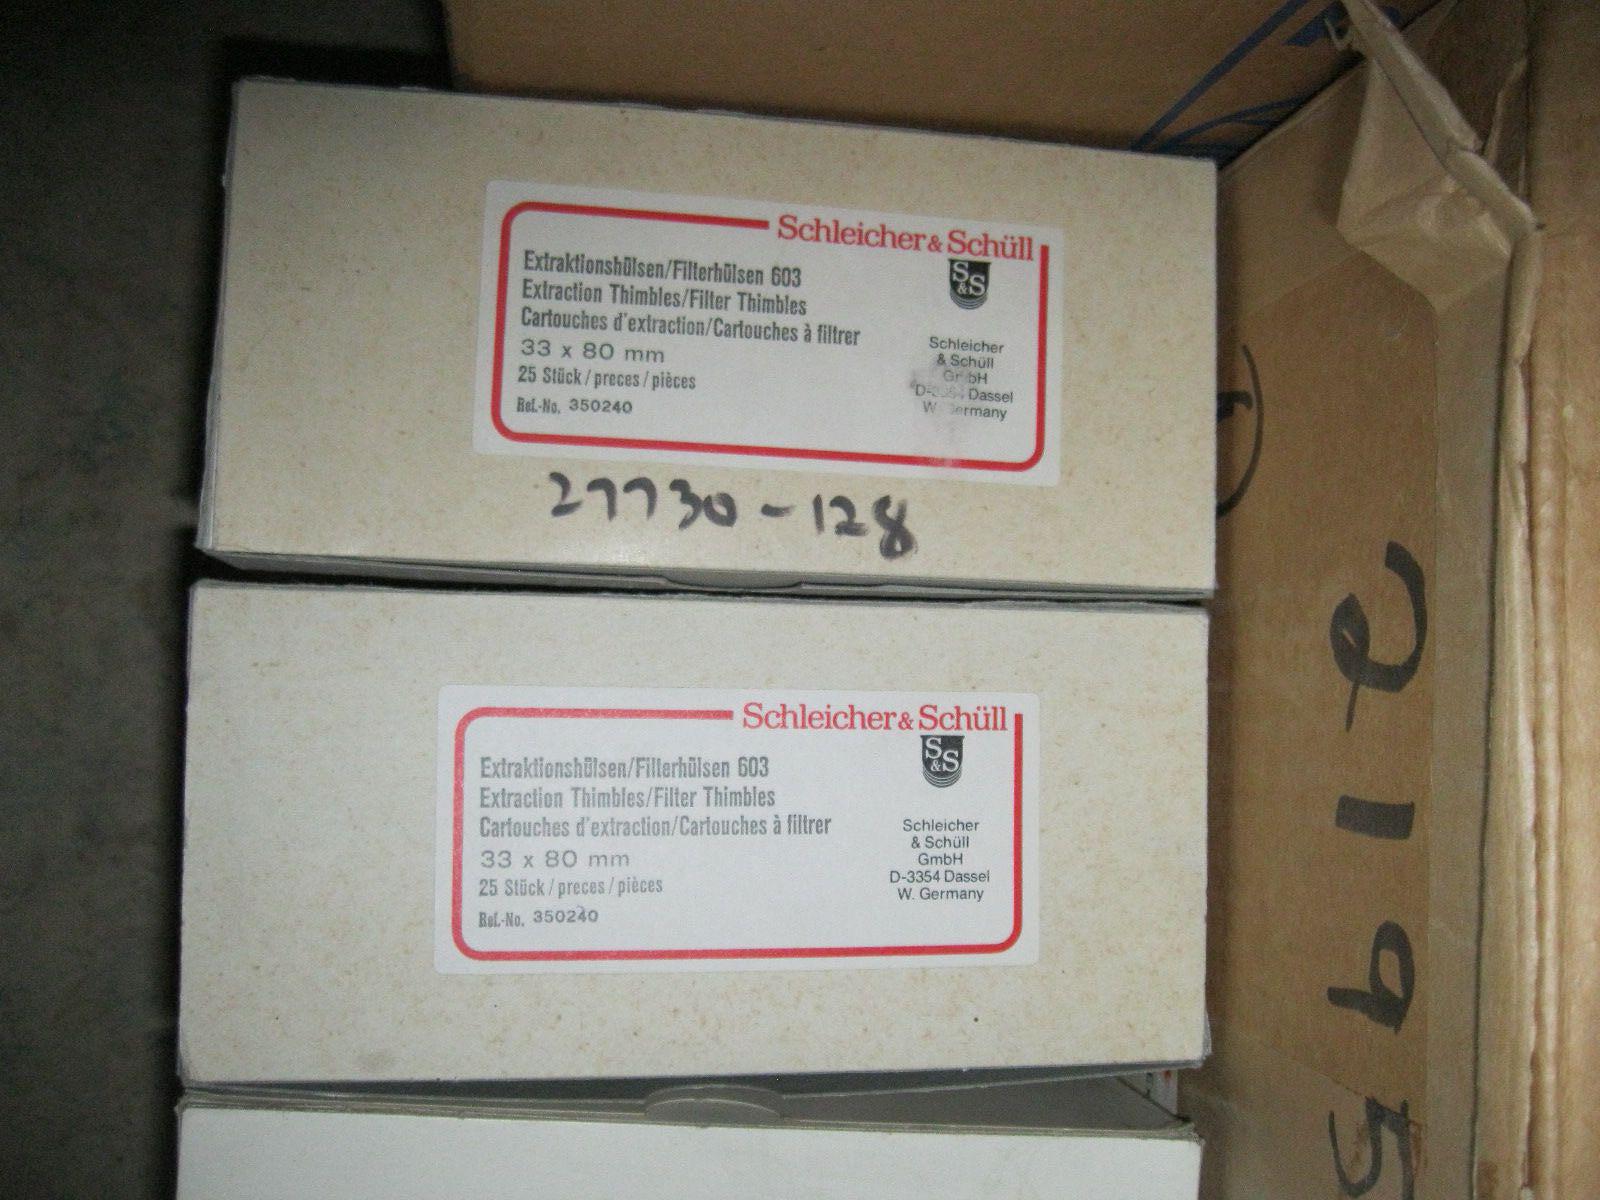 Schleicher & Schüll
S&S
Extraktionshülsen/Filterhülsen 603
Extraction Thimbles/Filter Thimbles
Cartouches d'extraction/Cartouches à filtrer
33 x 80 mm
25 Stück / preces / pièces
Ref.-No. 350240
Schleicher
& Schüll
GmbH
Dassel
W. Germany
27730-128
Schleicher & Schüll
S&S
Extraktionshülsen/Filterhülsen 603
Extraction Thimbles/Filter Thimbles
Cartouches d'extraction/Cartouches à filtrer
33 x 80 mm
25 Stück / preces / pièces
Ref.-No. 350240
Schleicher
& Schüll
GmbH
D-3354 Dassel
W. Germany